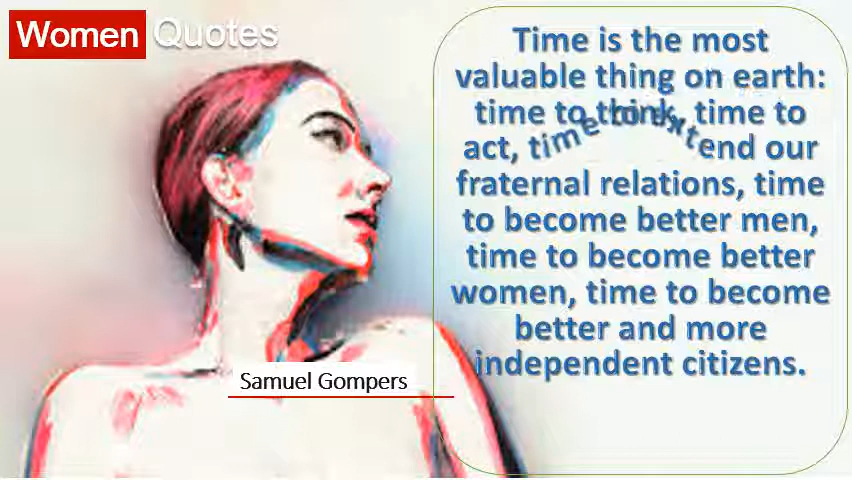 Women Quotes
Time is the most
valuable thing on earth:
time to think, time to
act, time to extend our
fraternal relations, time
to become better men,
time to become better
women, time to become
better and more
independent citizens.
Samuel Gompers